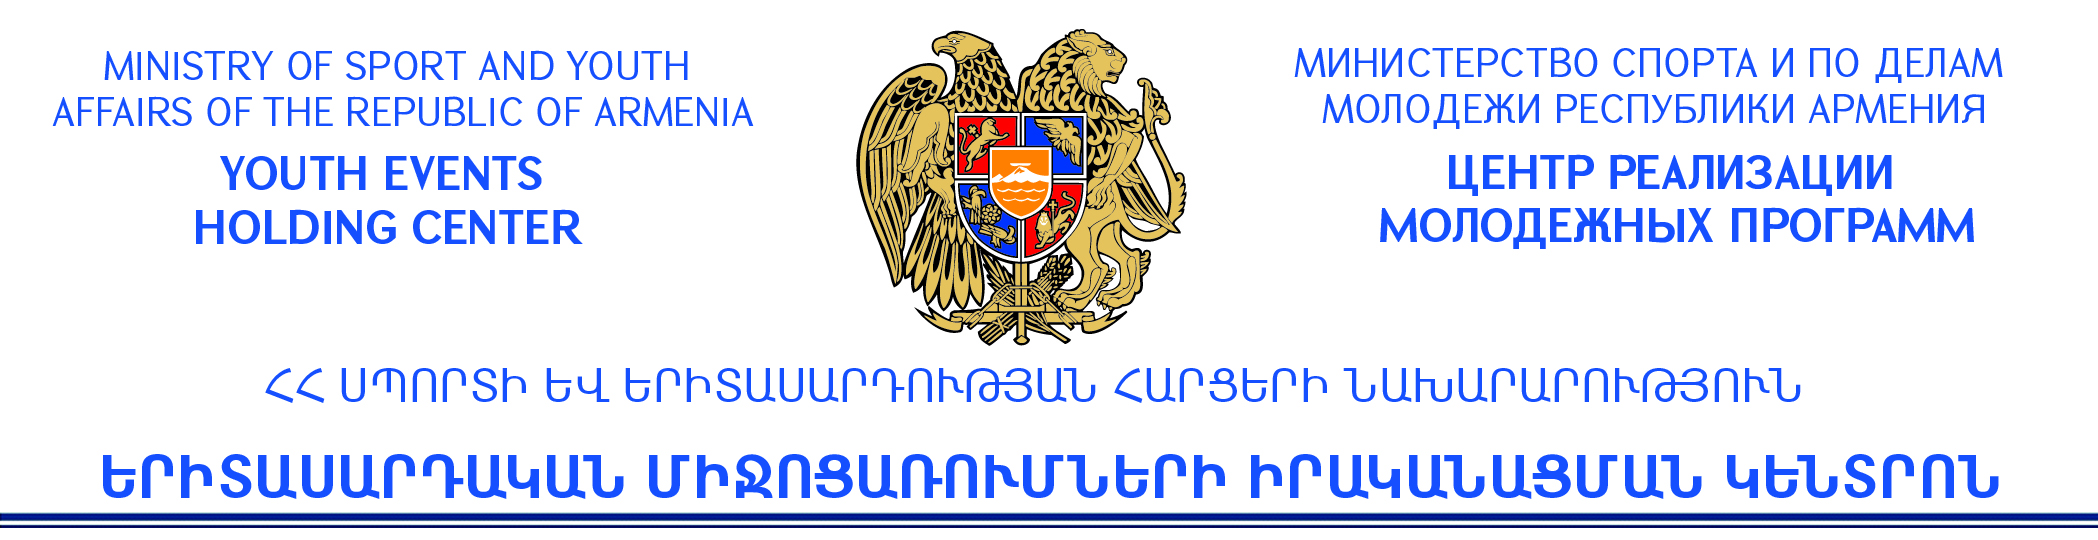 MINISTRY OF SPORT AND YOUTH
AFFAIRS OF THE REPUBLIC OF ARMENIA
YOUTH EVENTS
HOLDING CENTER
МИНИСТЕРСТВО СПОРТА И ПО ДЕЛАМ
МОЛОДЕЖИ РЕСПУБЛИКИ АРМЕНИЯ
ЦЕНТР РЕАЛИЗАЦИИ
МОЛОДЕЖНЫХ ПРОГРАММ
ՀՀ ՍՊՈՐՏԻ ԵՎ ԵՐԻՏԱՍԱՐԴՈՒԹՅԱՆ ՀԱՐՑԵՐԻ ՆԱԽԱՐԱՐՈՒԹՅՈՒՆ
ԵՐԻՏԱՍԱՐԴԱԿԱՆ ՄԻՋՈՑԱՌՈՒՄՆԵՐԻ ԻՐԱԿԱՆԱՑՄԱՆ ԿԵՆՏՐՈՆ